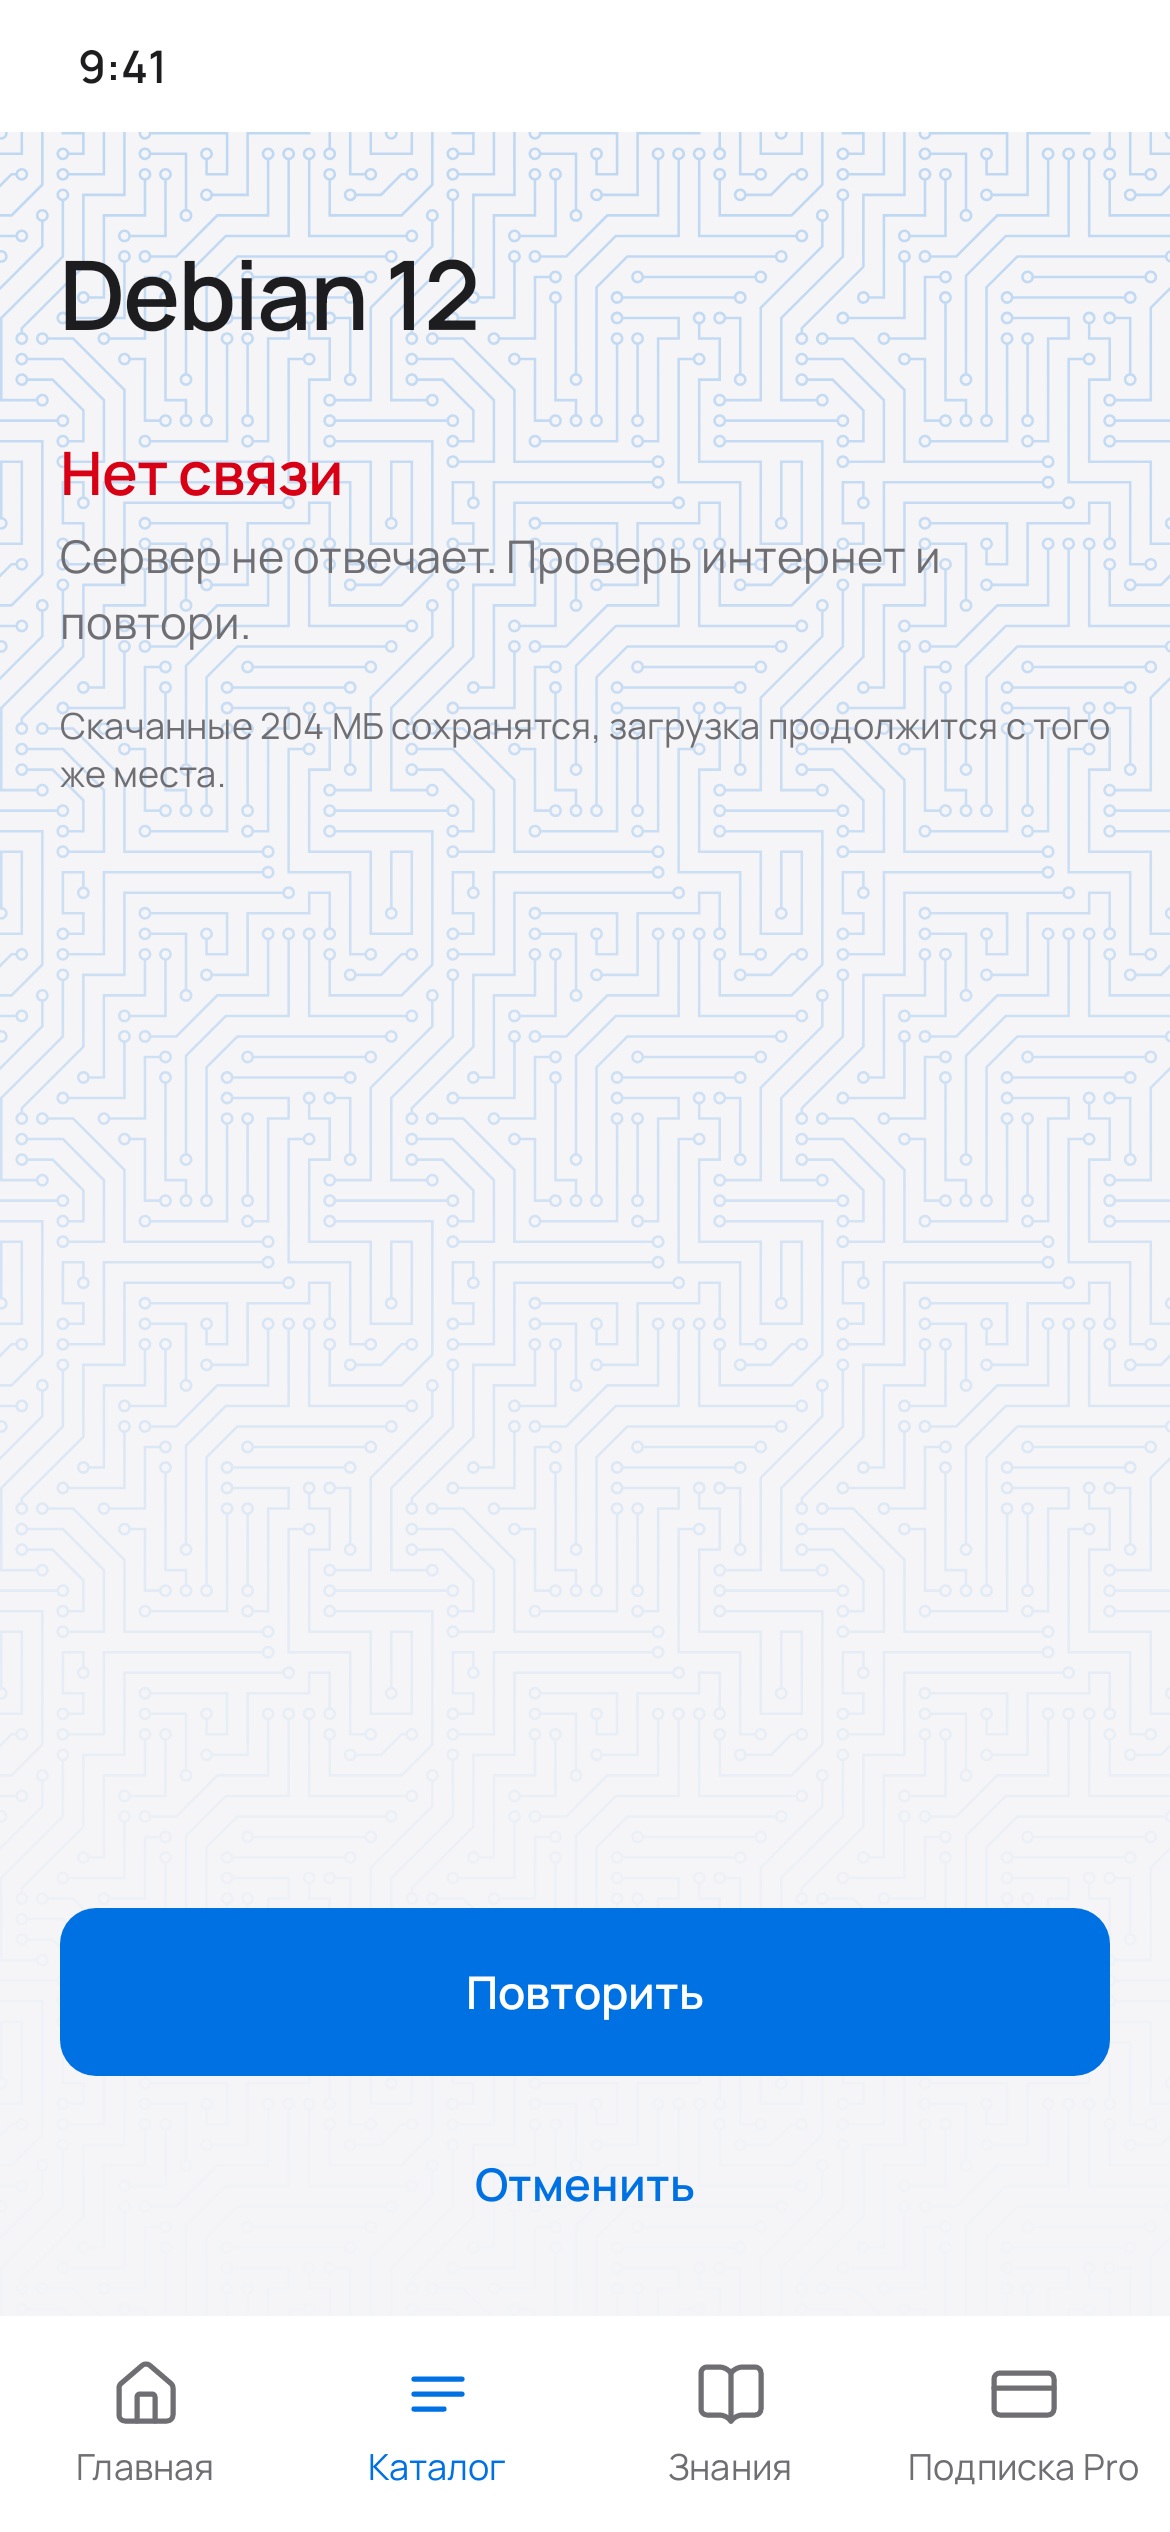 9:41
Debian 12
Нет связи
Сервер не отвечает. Проверь интернет и
повтори.
Скачанные 204 МБ сохранятся, загрузка продолжится с того
же места.
Повторить
Отменить
Главная
Каталог
Знания
Подписка Pro